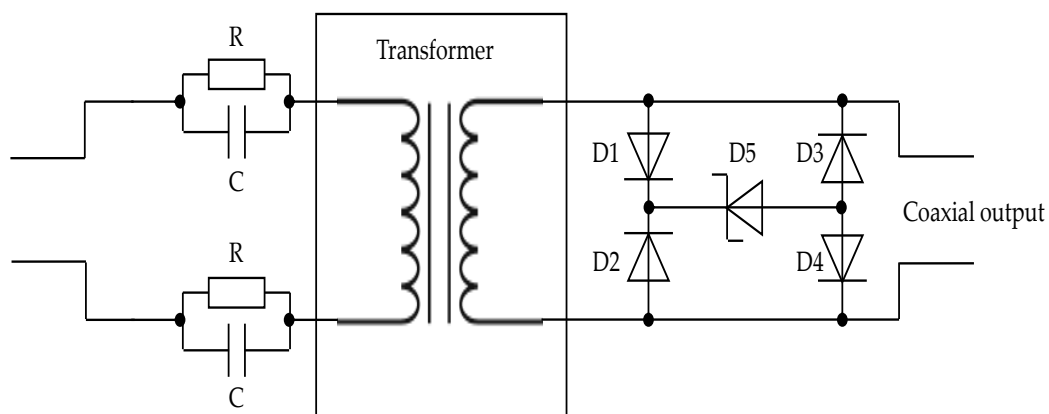 R
Transformer
C
D1
D5
D3
Coaxial output
R
D2
D4
C